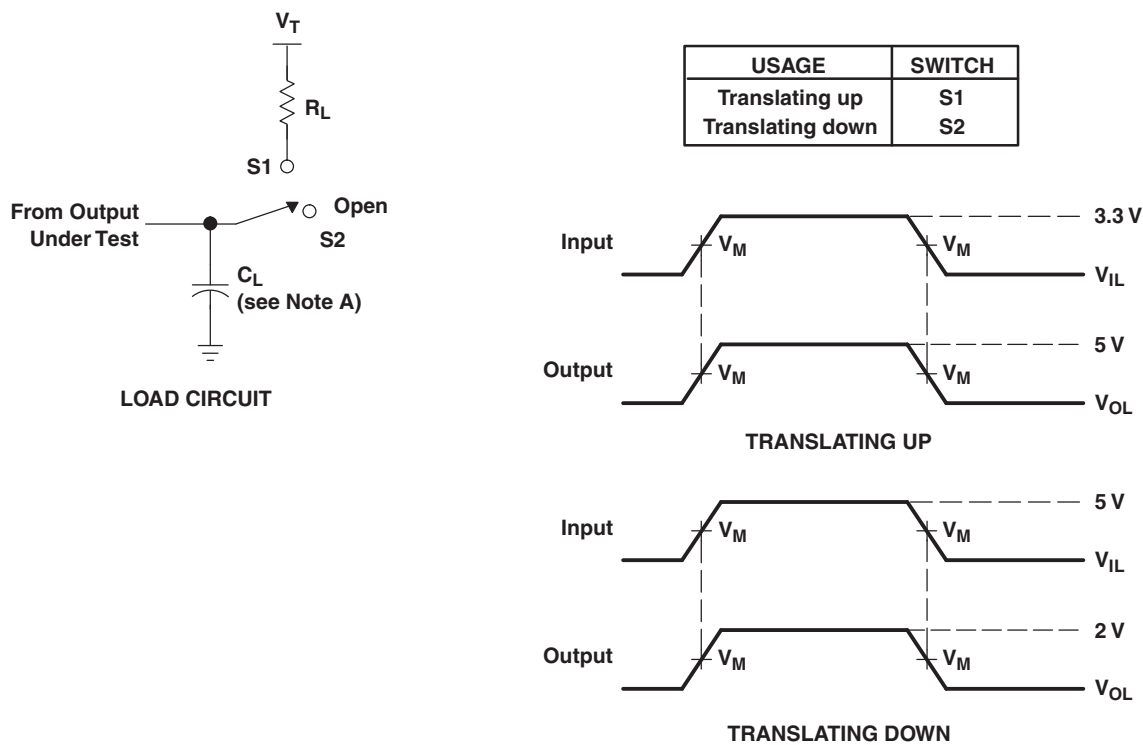 V_T
R_L
S1
From Output
Under Test
Open
S2
C_L
(see Note A)
LOAD CIRCUIT
USAGE SWITCH
Translating up S1
Translating down S2
3.3 V
Input V_M V_M
V_IL
5 V
Output V_M V_M
V_OL
TRANSLATING UP
5 V
Input V_M V_M
V_IL
2 V
Output V_M V_M
V_OL
TRANSLATING DOWN